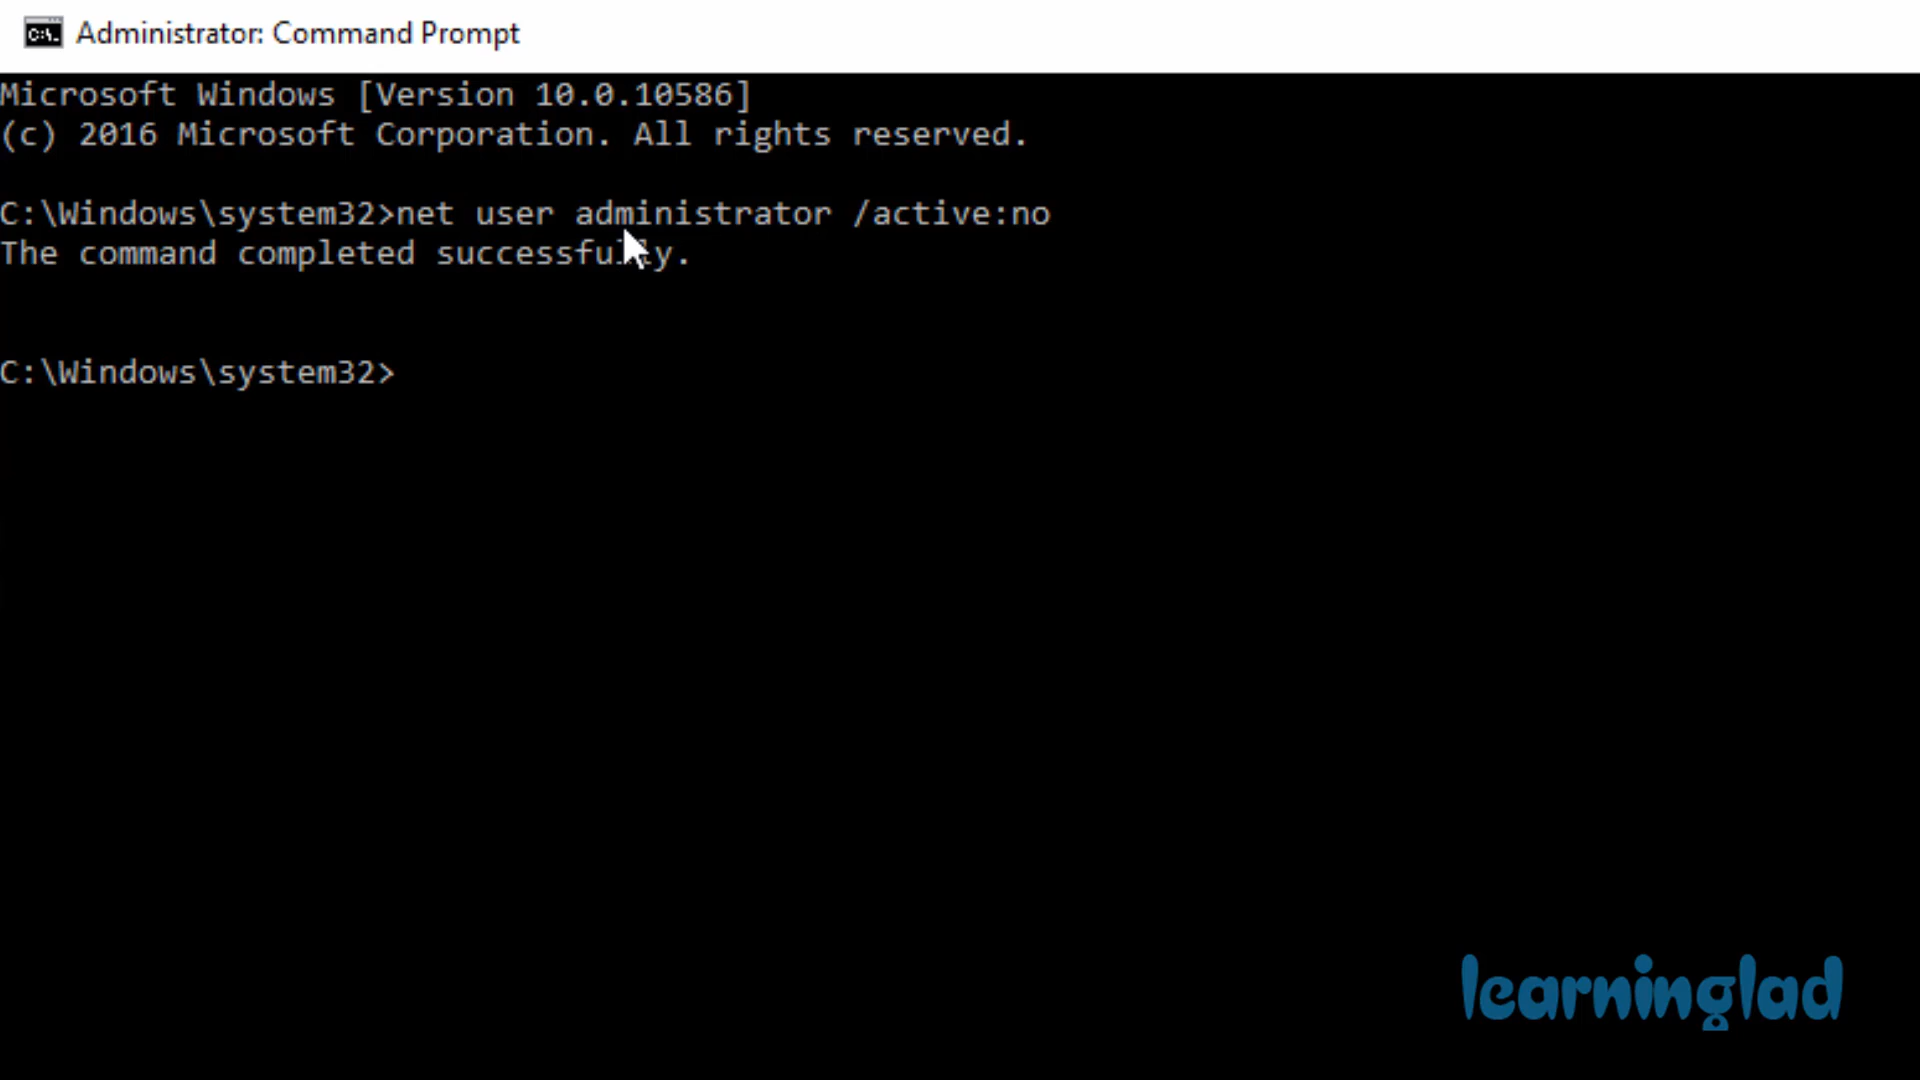 Administrator: Command Prompt
Microsoft Windows [Version 10.0.10586]
(c) 2016 Microsoft Corporation. All rights reserved.
C:\Windows\system32>net user administrator /active:no
The command completed successfully.
C:\Windows\system32>
learninglad